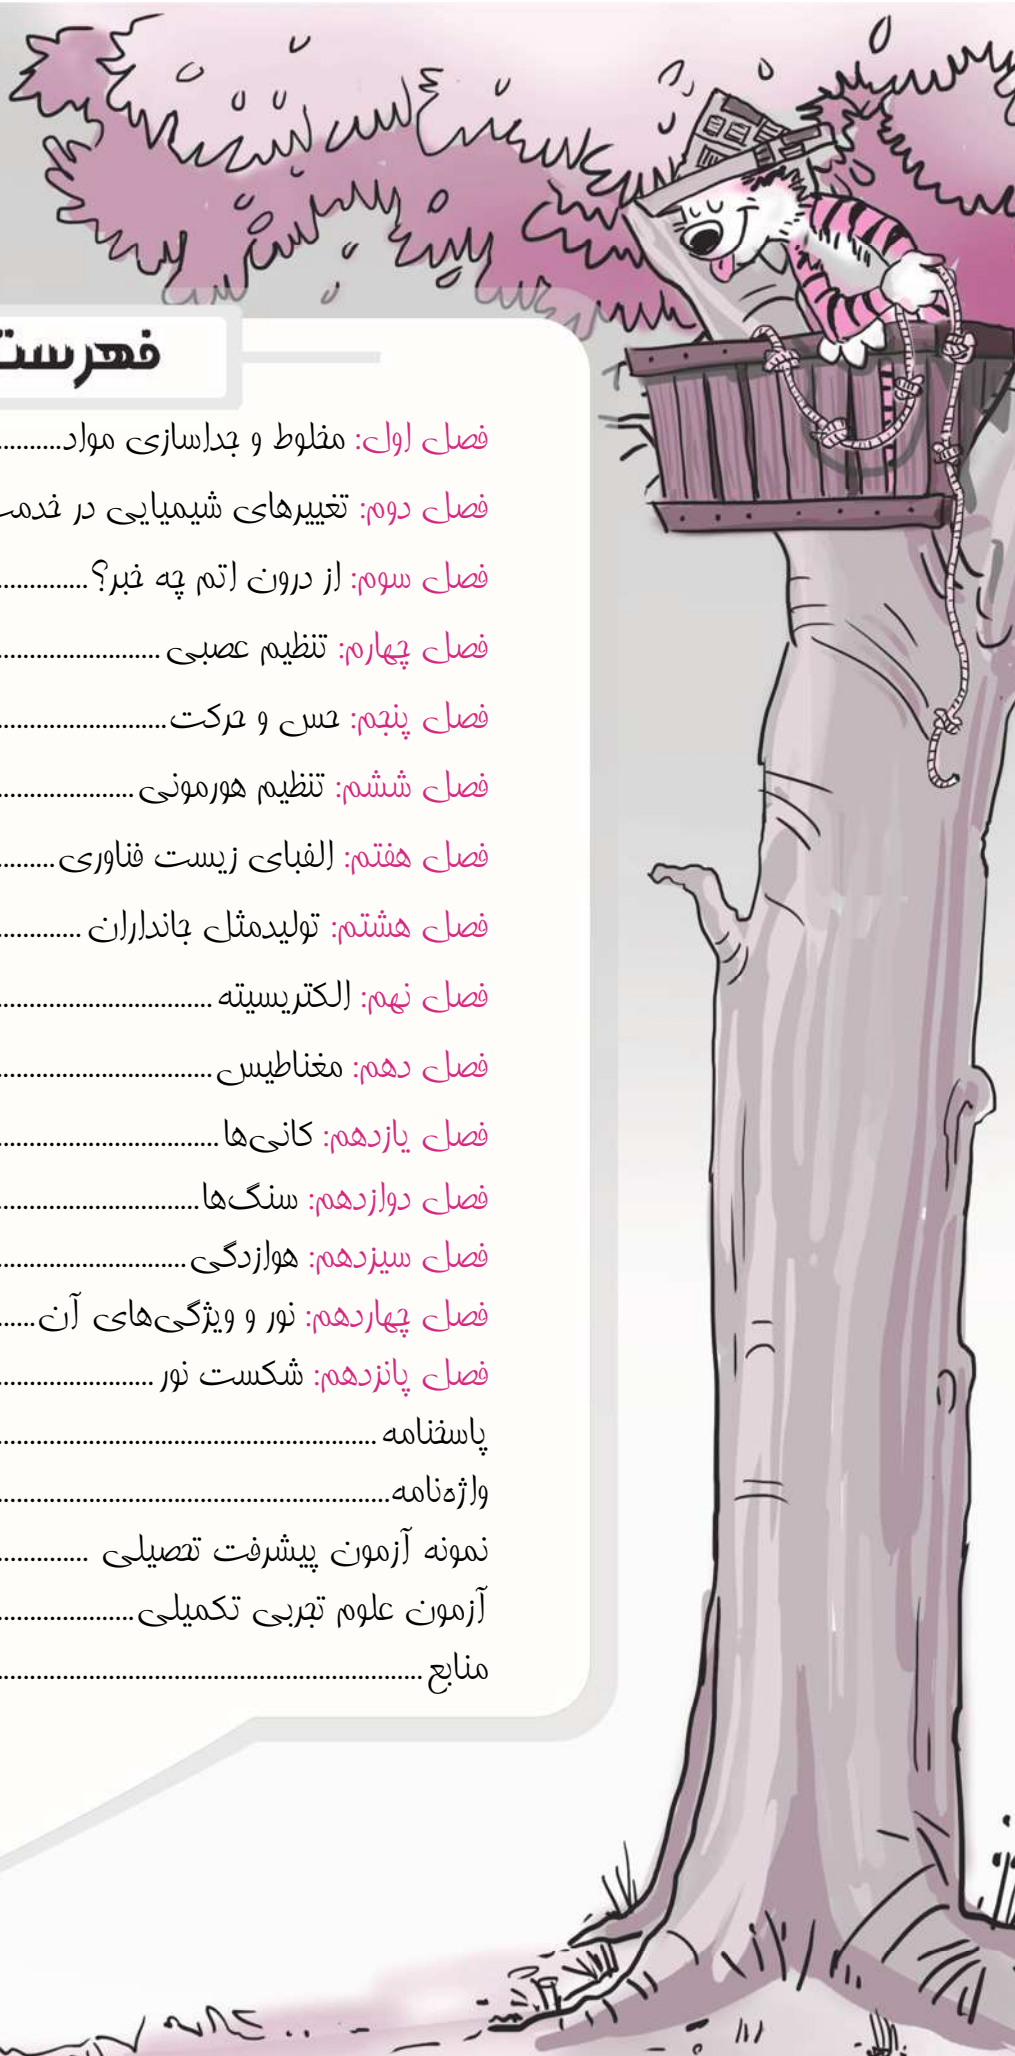 فهرست
فصل اول: مخلوط و جداسازی مواد..........
فصل دوم: تغییرهای شیمیایی در خدمت
فصل سوم: از درون اتم چه خبر؟..............
فصل چهارم: تنظیم عصبی..........................
فصل پنجم: حس و حرکت..........................
فصل ششم: تنظیم هورمونی.....................
فصل هفتم: الفبای زیست فناوری.........
فصل هشتم: تولیدمثل جانداران.............
فصل نهم: الکتریسیته..................................
فصل دهم: مغناطیس..................................
فصل یازدهم: کانی‌ها...................................
فصل دوازدهم: سنگ‌ها................................
فصل سیزدهم: هوازدگی..............................
فصل چهاردهم: نور و ویژگی‌های آن......
فصل پانزدهم: شکست نور.........................
پاسخنامه..............................................................
واژه‌نامه................................................................
نمونه آزمون پیشرفت تحصیلی..............
آزمون علوم تجربی تکمیلی.....................
منابع.....................................................................